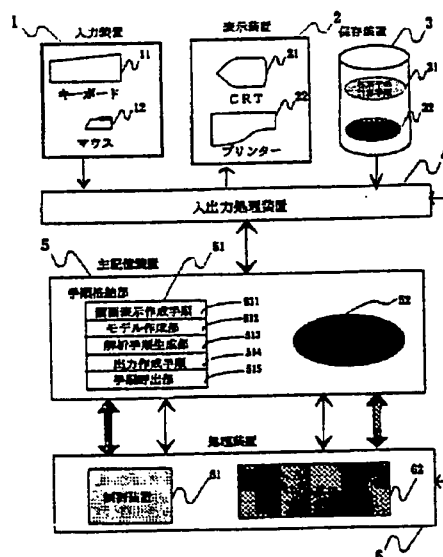 1
入力装置
11
キーボード
12
マウス
表示装置
2
21
CRT
22
プリンター
保存装置
3
31
32
入出力処理装置
5
主記憶装置
51
手順格納部
画面表示作成手順
511
モデル作成部
512
解析手順生成部
513
出力作成手順
514
手順呼出部
515
52
処理装置
制御装置
61
62
6